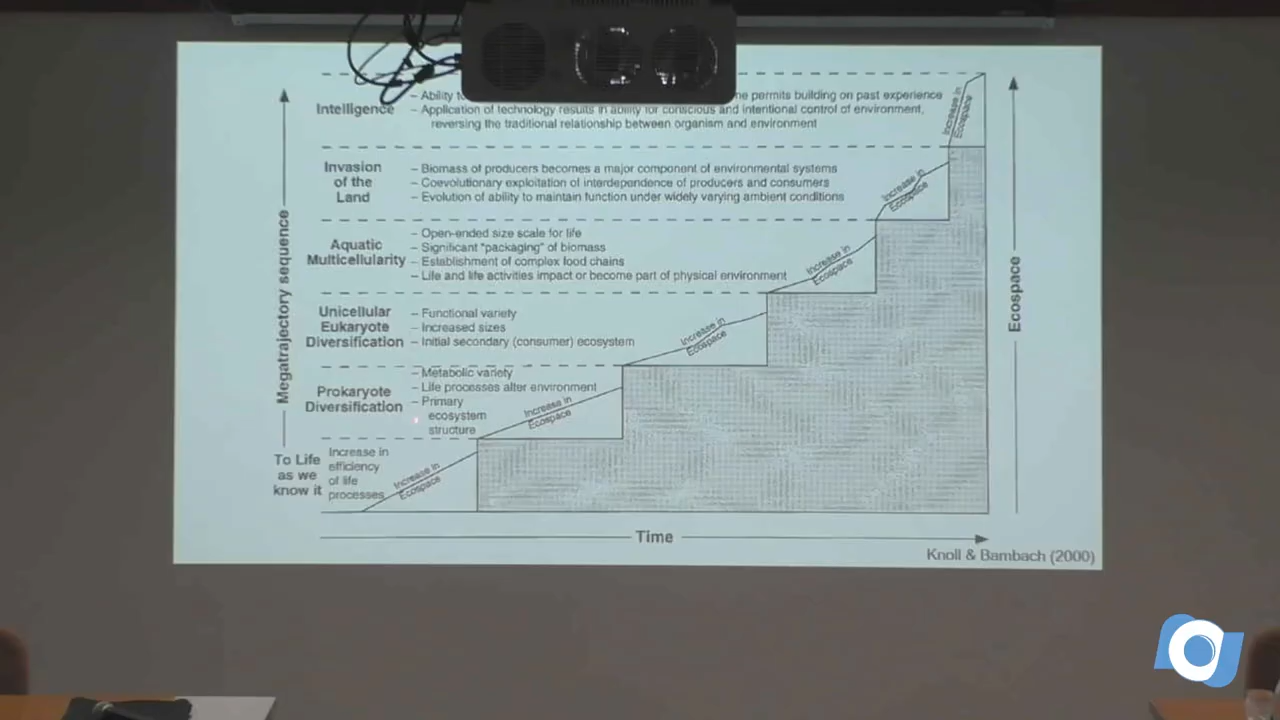 Intelligence
– Ability
permits building on past experience
– Application of technology results in ability for conscious and intentional control of environment,
reversing the traditional relationship between organism and environment
Increase in
Ecospace
Invasion
of the
Land
– Biomass of producers becomes a major component of environmental systems
– Coevolutionary exploitation of interdependence of producers and consumers
– Evolution of ability to maintain function under widely varying ambient conditions
Increase in
Ecospace
Aquatic
Multicellularity
– Open-ended size scale for life
– Significant "packaging" of biomass
– Establishment of complex food chains
– Life and life activities impact or become part of physical environment
Increase in
Ecospace
Unicellular
Eukaryote
Diversification
– Functional variety
– Increased sizes
– Initial secondary (consumer) ecosystem
Increase in
Ecospace
Prokaryote
Diversification
– Metabolic variety
– Life processes alter environment
– Primary
ecosystem
structure
Increase in
Ecospace
To Life
as we
know it
Increase in
efficiency
of life
processes
Increase in
Ecospace
Megatrajectory sequence
Ecospace
Time
Knoll & Bambach (2000)